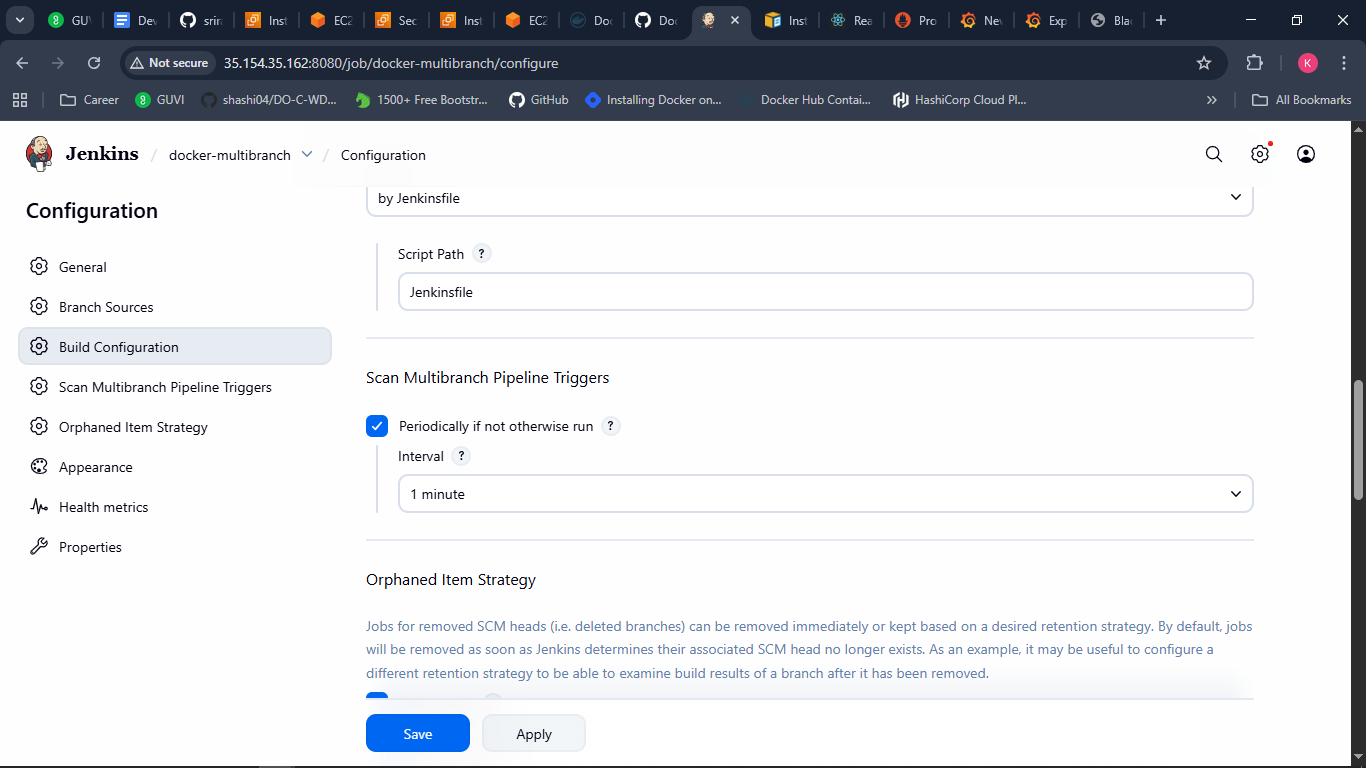 GUV
Dev
srira
Inst
EC2
Sec
Inst
EC2
Doc
Doc
Inst
Rea
Pro
Nev
Exp
Blac
Not secure
35.154.35.162:8080/job/docker-multibranch/configure
K
Career
GUVI
shashi04/DO-C-WD...
1500+ Free Bootstr...
GitHub
Installing Docker on...
Docker Hub Contai...
HashiCorp Cloud Pl...
»
All Bookmarks
Jenkins / docker-multibranch / Configuration
Configuration
General
Branch Sources
Build Configuration
Scan Multibranch Pipeline Triggers
Orphaned Item Strategy
Appearance
Health metrics
Properties
by Jenkinsfile
Script Path ?
Jenkinsfile
Scan Multibranch Pipeline Triggers
Periodically if not otherwise run ?
Interval ?
1 minute
Orphaned Item Strategy
Jobs for removed SCM heads (i.e. deleted branches) can be removed immediately or kept based on a desired retention strategy. By default, jobs
will be removed as soon as Jenkins determines their associated SCM head no longer exists. As an example, it may be useful to configure a
different retention strategy to be able to examine build results of a branch after it has been removed.
Save
Apply